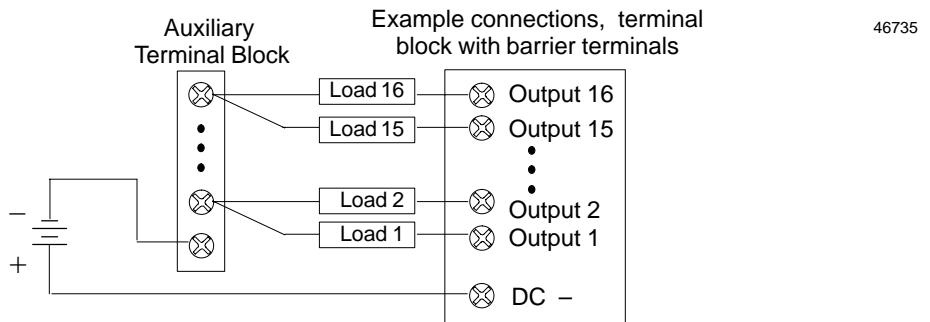 Auxiliary
Terminal Block
Example connections, terminal
block with barrier terminals
46735
Load 16
Output 16
Load 15
Output 15
Load 2
Output 2
Load 1
Output 1
–
+
DC –